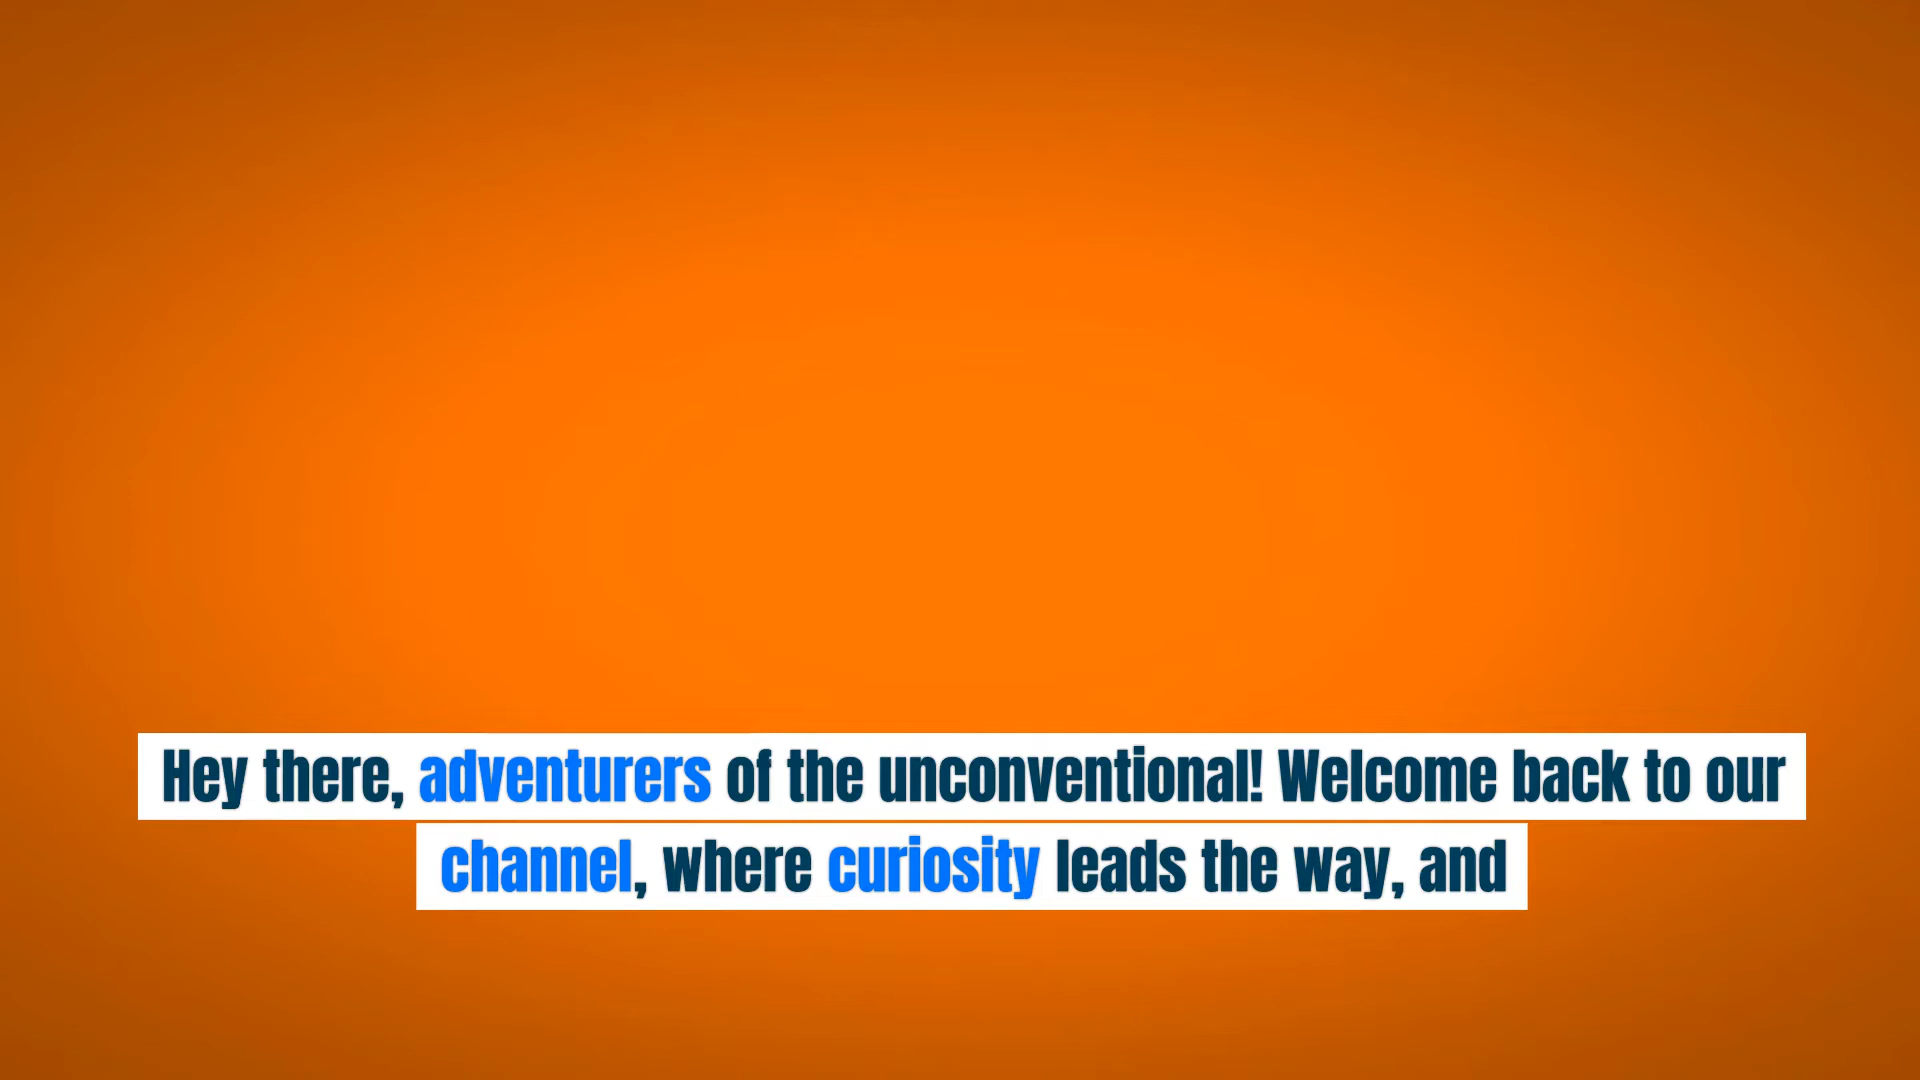 Hey there, adventurers of the unconventional! Welcome back to our
channel, where curiosity leads the way, and